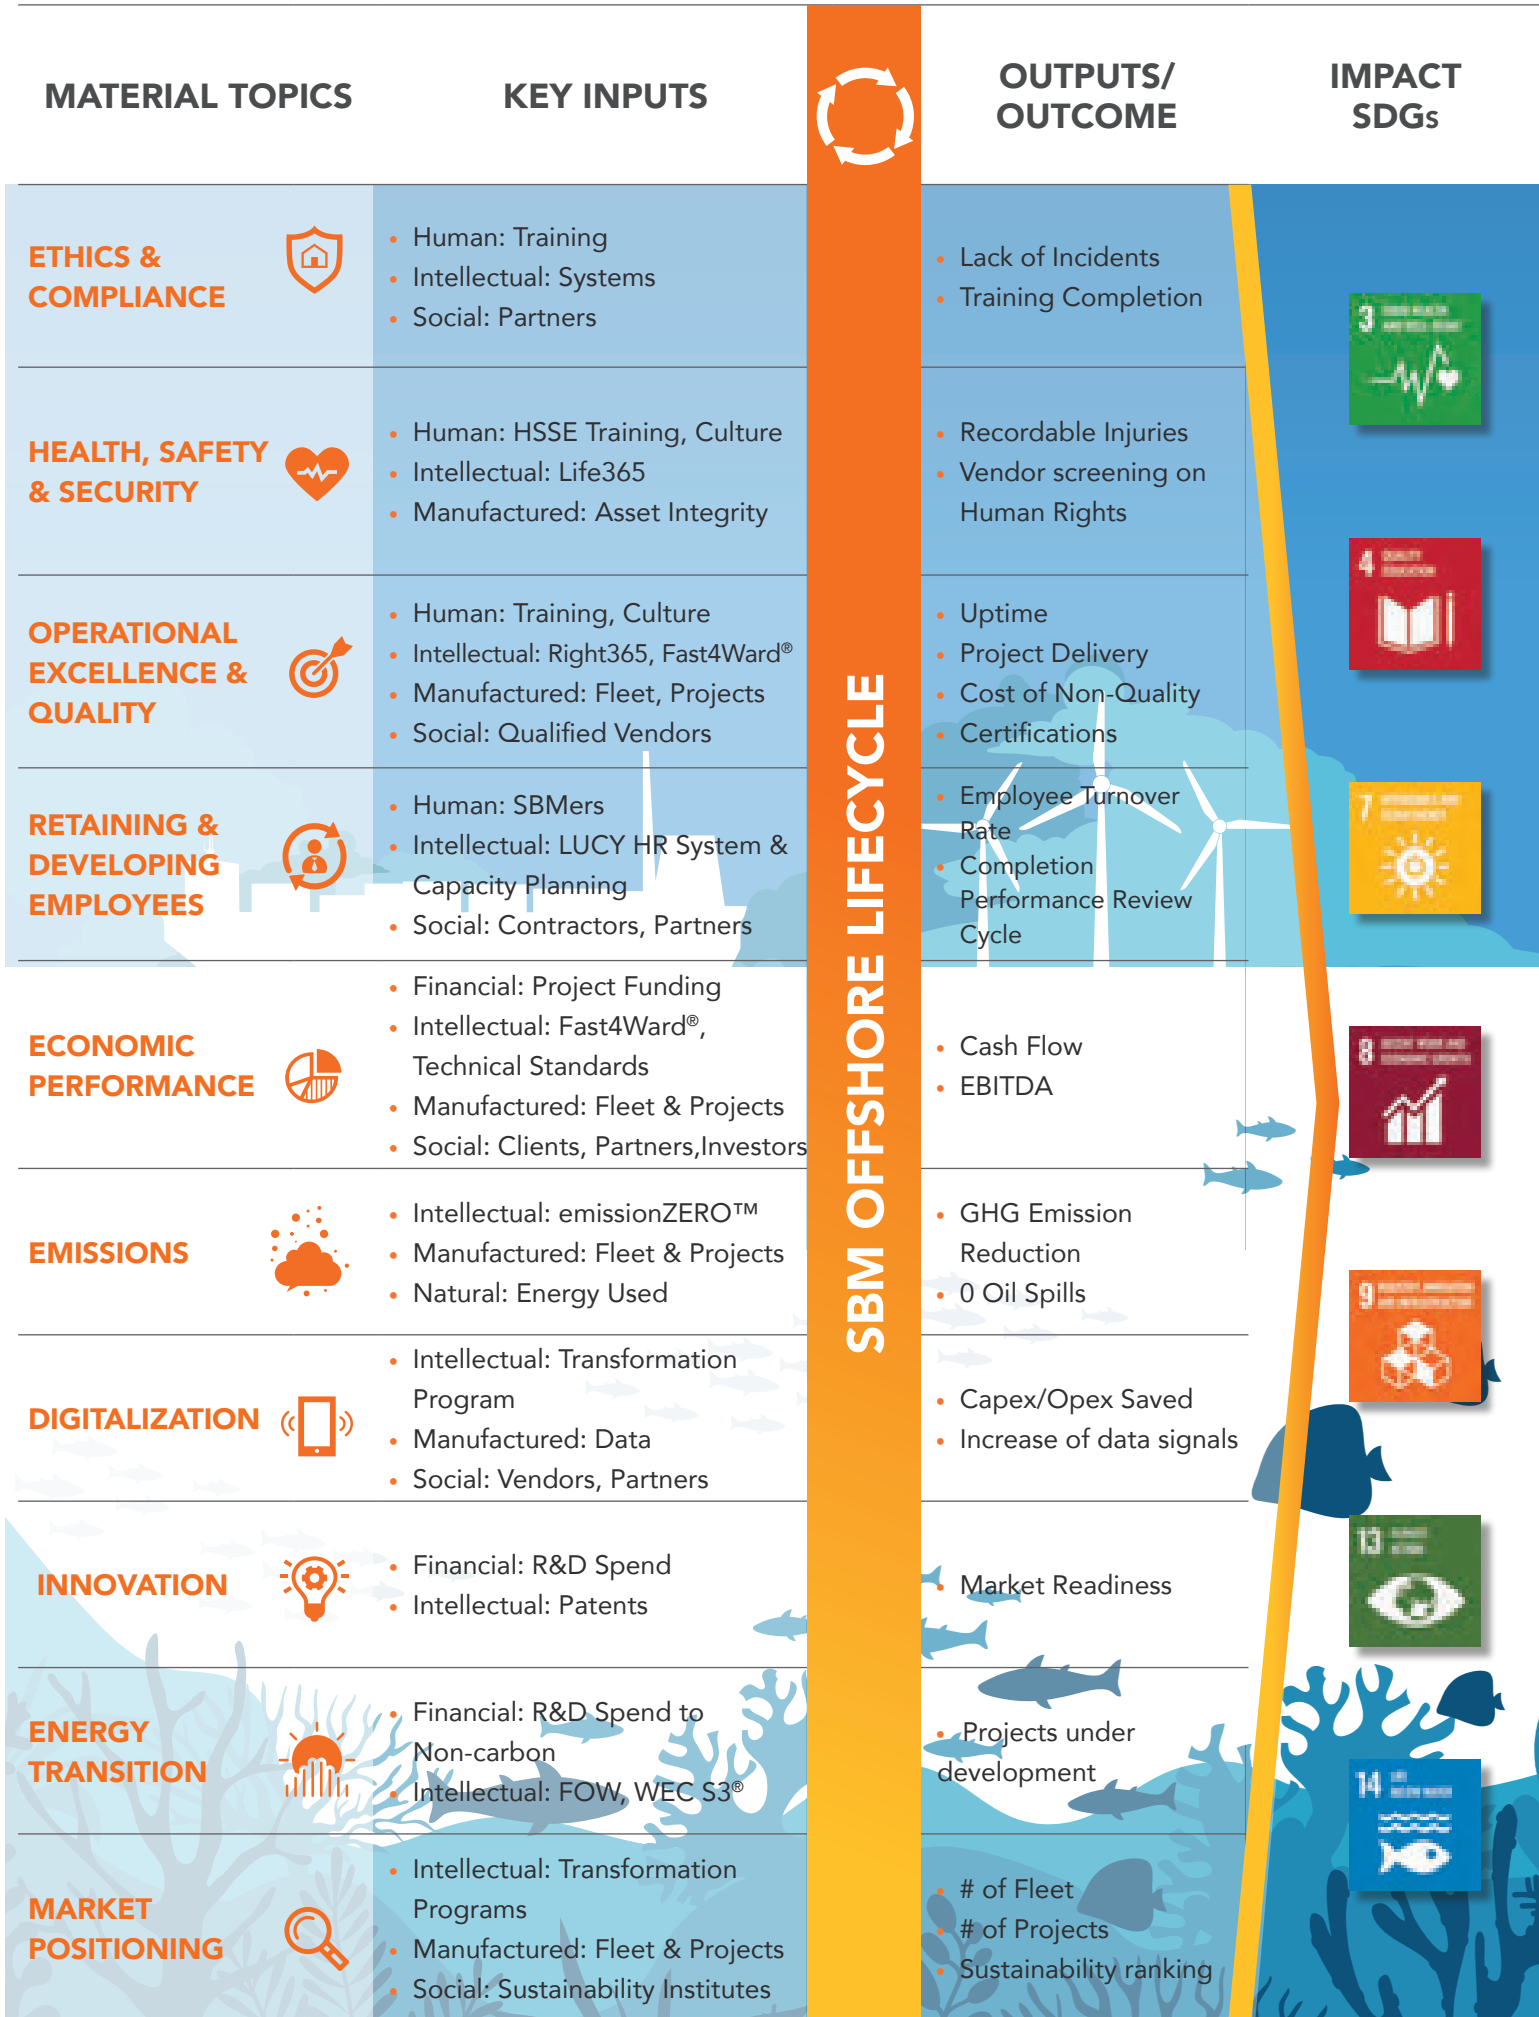 MATERIAL TOPICS
KEY INPUTS
OUTPUTS/
OUTCOME
IMPACT
SDGs
SBM OFFSHORE LIFECYCLE
ETHICS &
COMPLIANCE
• Human: Training
• Intellectual: Systems
• Social: Partners
• Lack of Incidents
• Training Completion
HEALTH, SAFETY
& SECURITY
• Human: HSSE Training, Culture
• Intellectual: Life365
• Manufactured: Asset Integrity
• Recordable Injuries
• Vendor screening on
Human Rights
OPERATIONAL
EXCELLENCE &
QUALITY
• Human: Training, Culture
• Intellectual: Right365, Fast4Ward®
• Manufactured: Fleet, Projects
• Social: Qualified Vendors
• Uptime
• Project Delivery
• Cost of Non-Quality
• Certifications
RETAINING &
DEVELOPING
EMPLOYEES
• Human: SBMers
• Intellectual: LUCY HR System &
Capacity Planning
• Social: Contractors, Partners
• Employee Turnover
Rate
• Completion
Performance Review
Cycle
ECONOMIC
PERFORMANCE
• Financial: Project Funding
• Intellectual: Fast4Ward®,
Technical Standards
• Manufactured: Fleet & Projects
• Social: Clients, Partners,Investors
• Cash Flow
• EBITDA
EMISSIONS
• Intellectual: emissionZERO™
• Manufactured: Fleet & Projects
• Natural: Energy Used
• GHG Emission
Reduction
• 0 Oil Spills
DIGITALIZATION
• Intellectual: Transformation
Program
• Manufactured: Data
• Social: Vendors, Partners
• Capex/Opex Saved
• Increase of data signals
INNOVATION
• Financial: R&D Spend
• Intellectual: Patents
• Market Readiness
ENERGY
TRANSITION
• Financial: R&D Spend to
Non-carbon
• Intellectual: FOW, WEC S3®
• Projects under
development
MARKET
POSITIONING
• Intellectual: Transformation
Programs
• Manufactured: Fleet & Projects
• Social: Sustainability Institutes
• # of Fleet
• # of Projects
• Sustainability ranking
3
4
QUALITY
EDUCATION
7
8
9
13
14